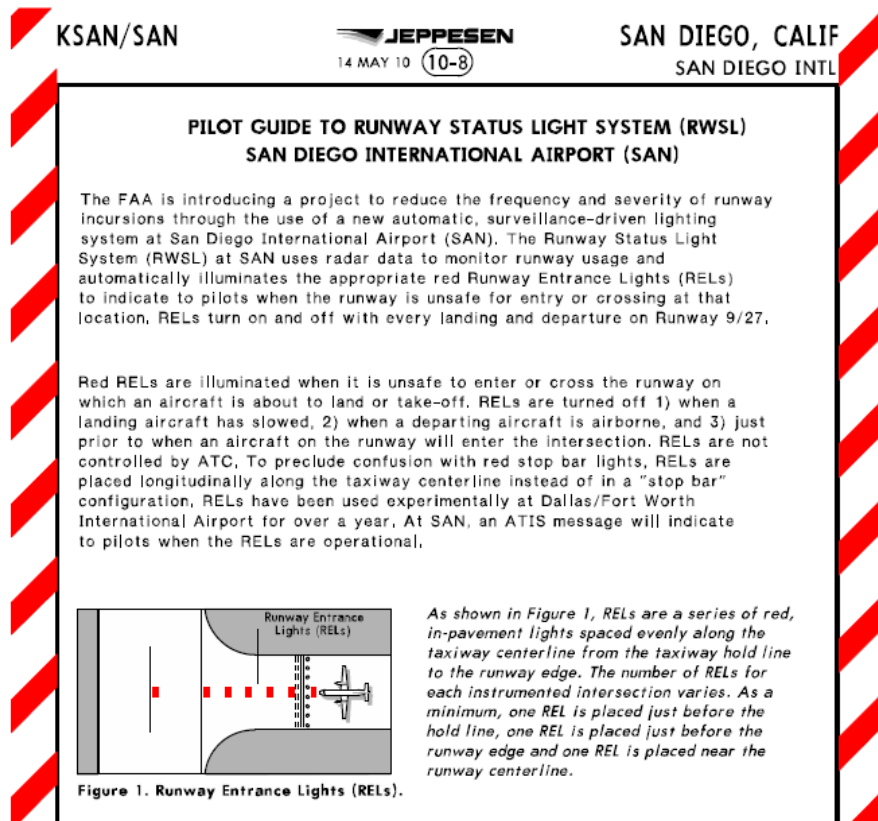 KSAN/SAN
JEPPESEN
SAN DIEGO, CALIF
14 MAY 10 10-8
SAN DIEGO INTL
PILOT GUIDE TO RUNWAY STATUS LIGHT SYSTEM (RWSL)
SAN DIEGO INTERNATIONAL AIRPORT (SAN)
The FAA is introducing a project to reduce the frequency and severity of runway
incursions through the use of a new automatic, surveillance-driven lighting
system at San Diego International Airport (SAN). The Runway Status Light
System (RWSL) at SAN uses radar data to monitor runway usage and
automatically illuminates the appropriate red Runway Entrance Lights (RELs)
to indicate to pilots when the runway is unsafe for entry or crossing at that
location. RELs turn on and off with every landing and departure on Runway 9/27.
Red RELs are illuminated when it is unsafe to enter or cross the runway on
which an aircraft is about to land or take-off. RELs are turned off 1) when a
landing aircraft has slowed, 2) when a departing aircraft is airborne, and 3) just
prior to when an aircraft on the runway will enter the intersection. RELs are not
controlled by ATC. To preclude confusion with red stop bar lights, RELs are
placed longitudinally along the taxiway centerline instead of in a "stop bar"
configuration. RELs have been used experimentally at Dallas/Fort Worth
International Airport for over a year. At SAN, an ATIS message will indicate
to pilots when the RELs are operational.
Runway Entrance
Lights (RELs)
Figure 1. Runway Entrance Lights (RELs).
As shown in Figure 1, RELs are a series of red,
in-pavement lights spaced evenly along the
taxiway centerline from the taxiway hold line
to the runway edge. The number of RELs for
each instrumented intersection varies. As a
minimum, one REL is placed just before the
hold line, one REL is placed just before the
runway edge and one REL is placed near the
runway centerline.